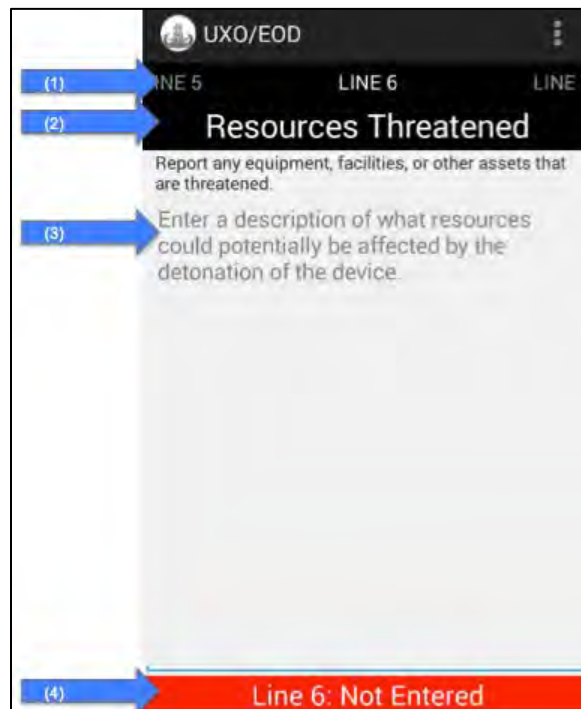 UXO/EOD
(1)
INE 5 LINE 6 LINE
(2)
Resources Threatened
Report any equipment, facilities, or other assets that
are threatened.
(3)
Enter a description of what resources
could potentially be affected by the
detonation of the device.
(4)
Line 6: Not Entered